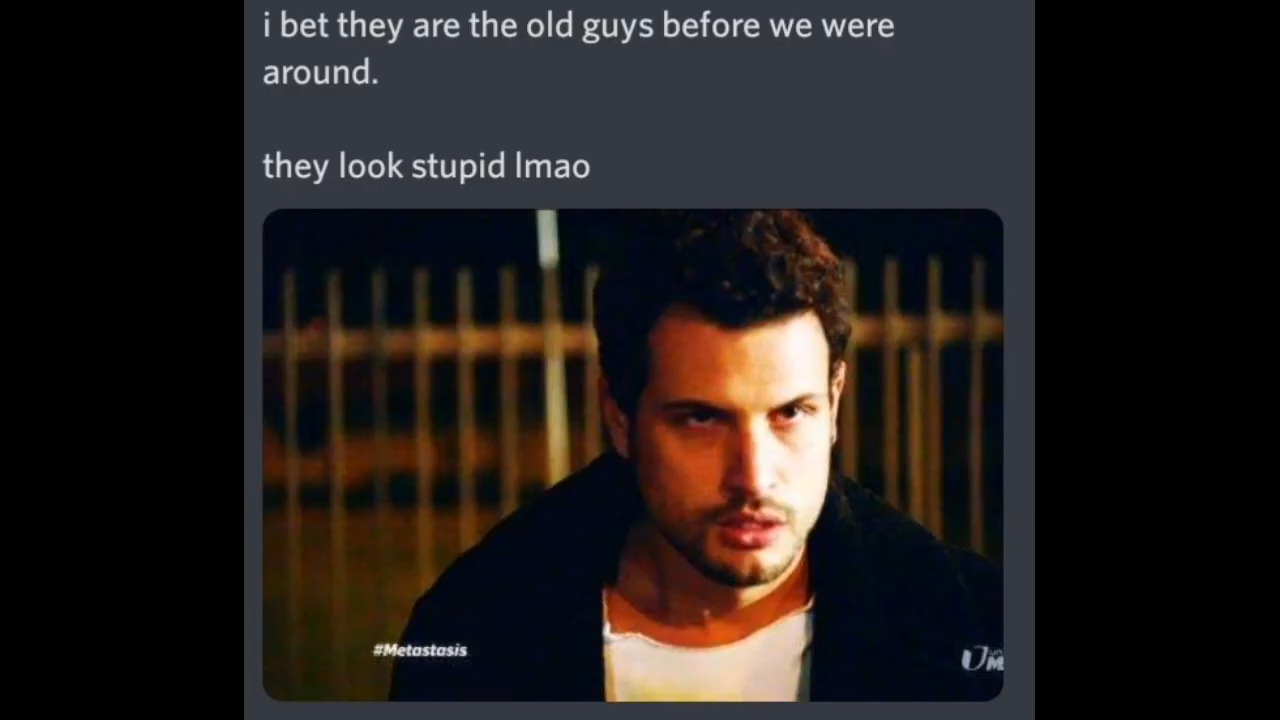 i bet they are the old guys before we were
around.
they look stupid lmao
#Metastasis